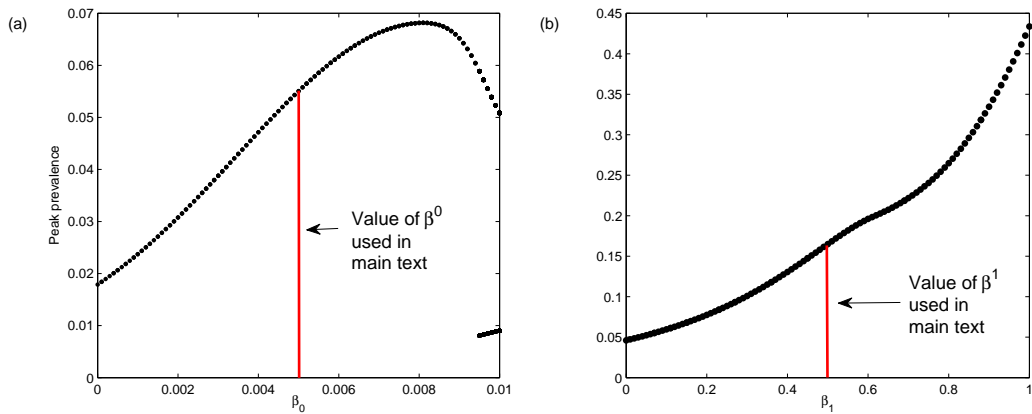 (a)
0.07
0.06
0.05
0.04
0.03
0.02
0.01
0
Peak prevalence
Value of β⁰
used in
main text
0 0.002 0.004 0.006 0.008 0.01
β₀
(b)
0.45
0.4
0.35
0.3
0.25
0.2
0.15
0.1
0.05
0
Value of β¹
used in
main text
0 0.2 0.4 0.6 0.8 1
β₁